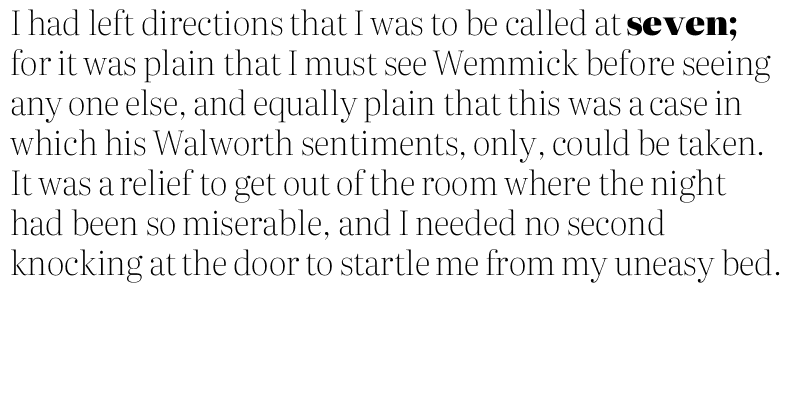 I had left directions that I was to be called at seven;
for it was plain that I must see Wemmick before seeing
any one else, and equally plain that this was a case in
which his Walworth sentiments, only, could be taken.
It was a relief to get out of the room where the night
had been so miserable, and I needed no second
knocking at the door to startle me from my uneasy bed.